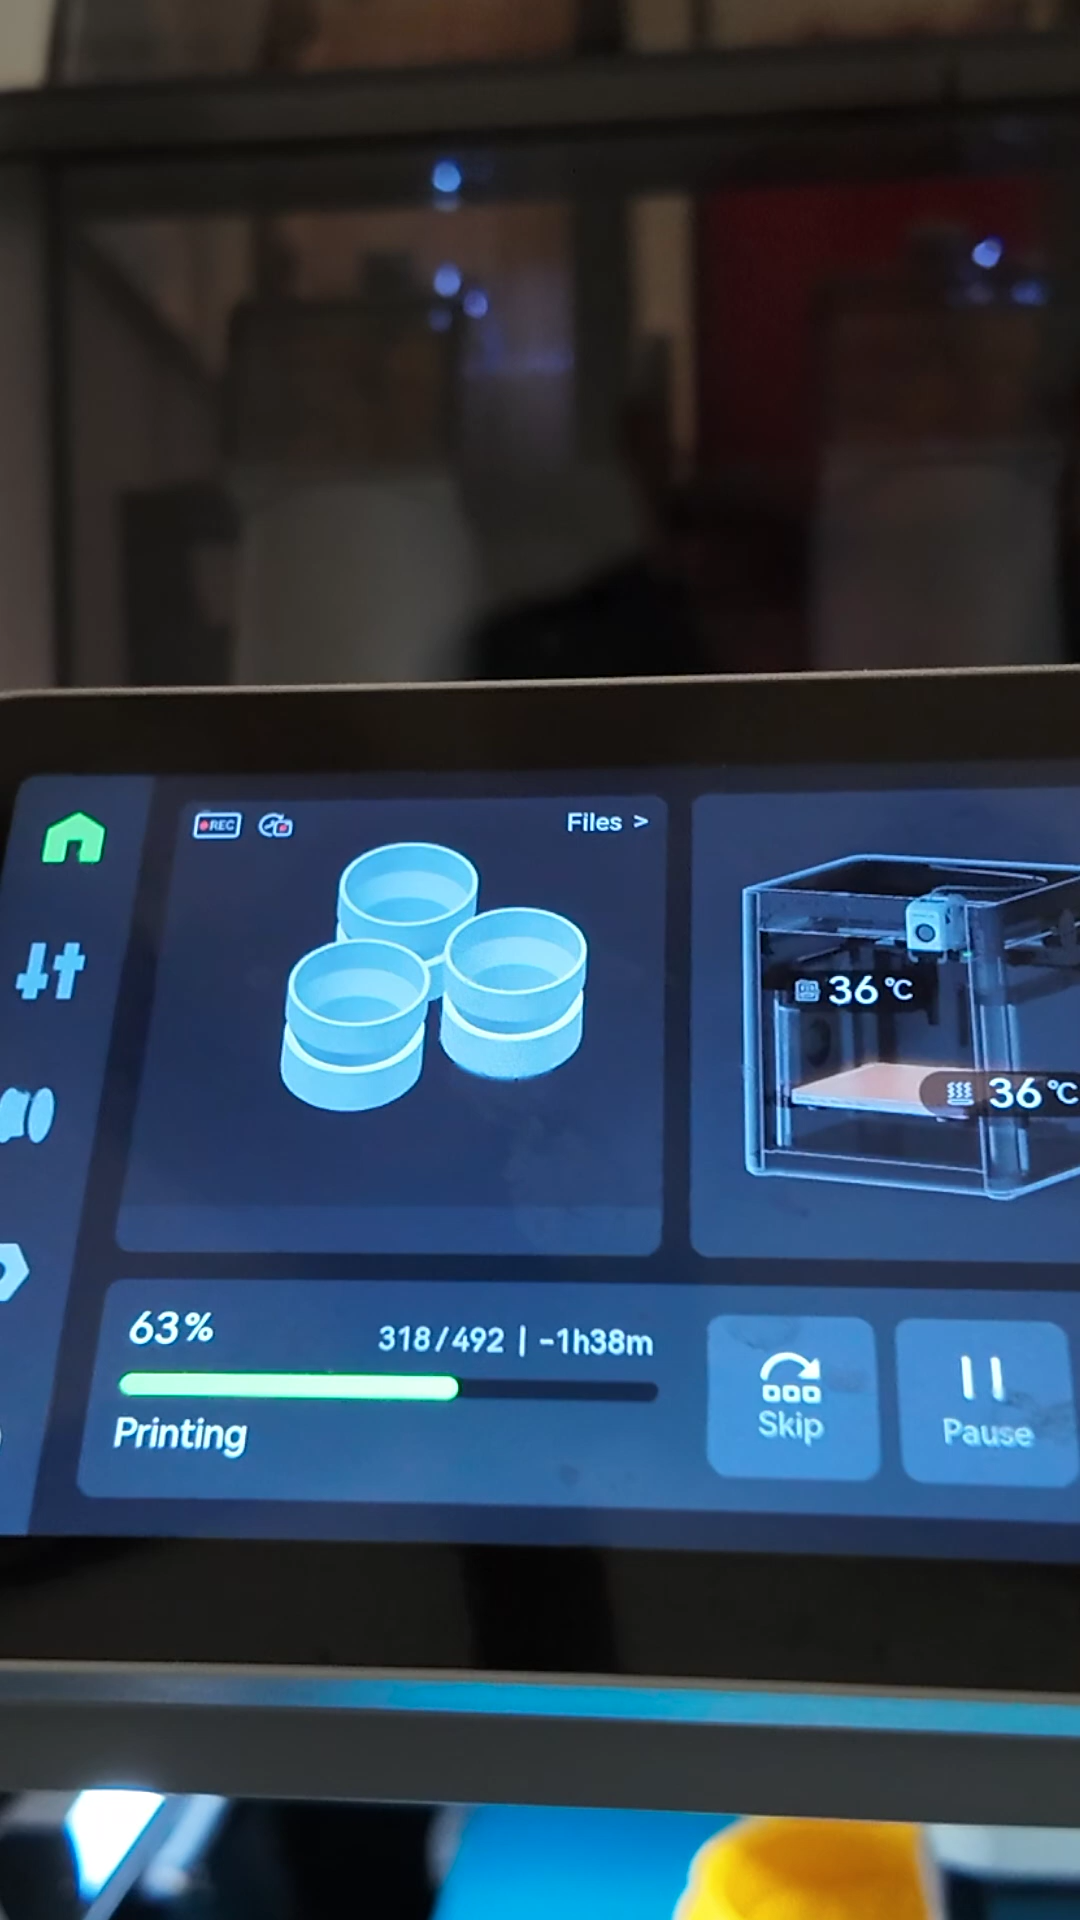 REC
Files >
36 °C
36 °C
63%
318/492 | -1h38m
Printing
Skip
Pause